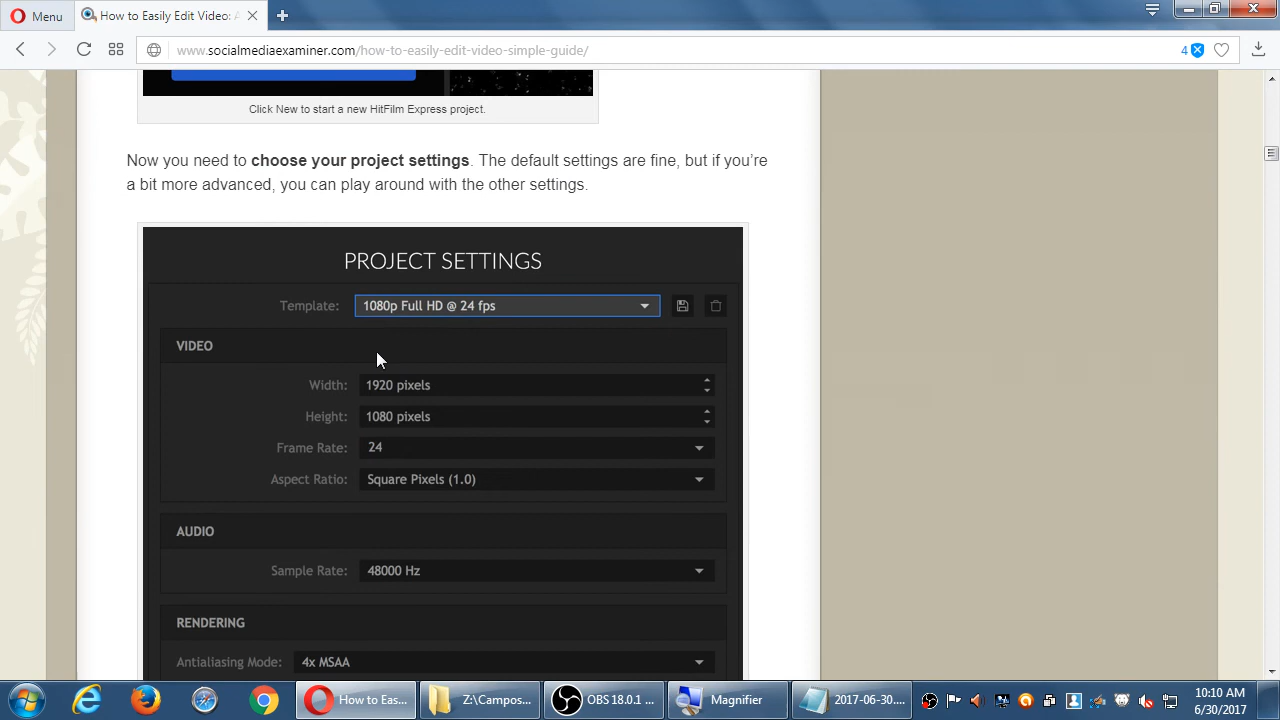 Menu
How to Easily Edit Video: A
www.socialmediaexaminer.com/how-to-easily-edit-video-simple-guide/
4
Click New to start a new HitFilm Express project.
Now you need to choose your project settings. The default settings are fine, but if you’re
a bit more advanced, you can play around with the other settings.
PROJECT SETTINGS
Template: 1080p Full HD @ 24 fps
VIDEO
Width: 1920 pixels
Height: 1080 pixels
Frame Rate: 24
Aspect Ratio: Square Pixels (1.0)
AUDIO
Sample Rate: 48000 Hz
RENDERING
Antialiasing Mode: 4x MSAA
How to Eas...
Z:\Campos...
OBS 18.0.1 ...
Magnifier
2017-06-30....
10:10 AM
6/30/2017